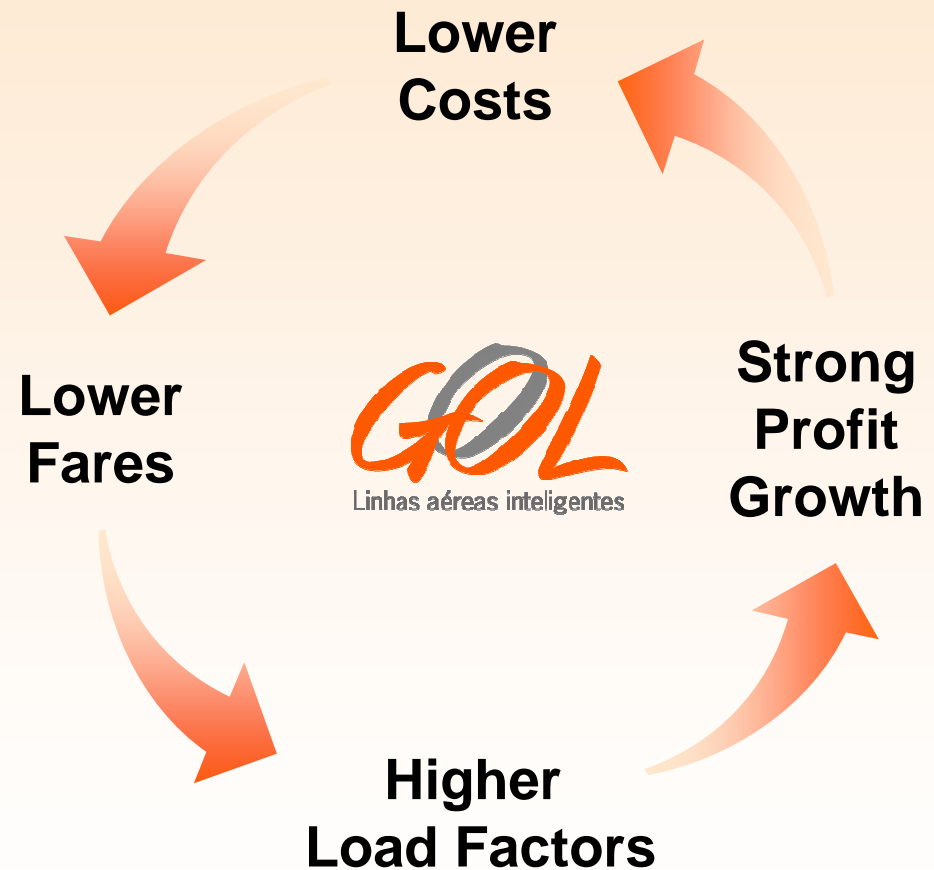 Lower
Costs
Lower
Fares
GOL
Linhas aéreas inteligentes
Strong
Profit
Growth
Higher
Load Factors